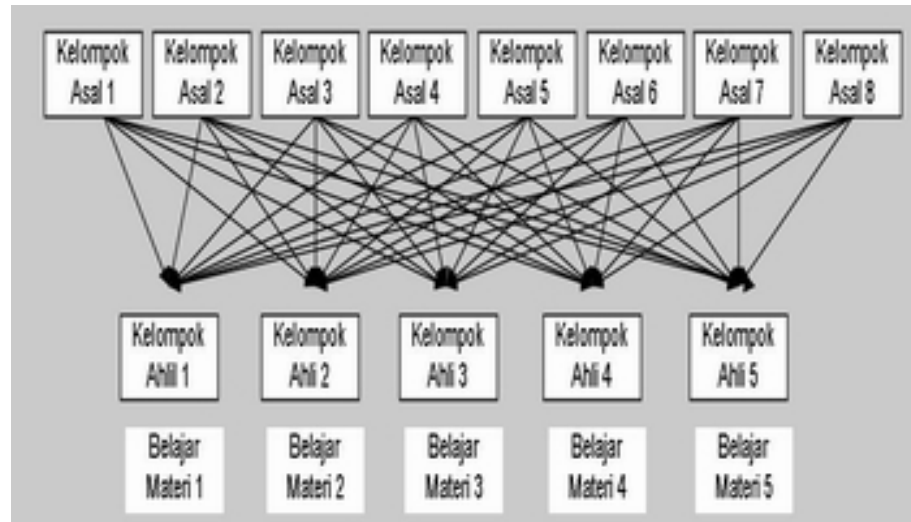 Kelompok
Asal 1
Kelompok
Asal 2
Kelompok
Asal 3
Kelompok
Asal 4
Kelompok
Asal 5
Kelompok
Asal 6
Kelompok
Asal 7
Kelompok
Asal 8
Kelompok
Ahlil 1
Kelompok
Ahli 2
Kelompok
Ahli 3
Kelompok
Ahli 4
Kelompok
Ahli 5
Belajar
Materi 1
Belajar
Materi 2
Belajar
Materi 3
Belajar
Materi 4
Belajar
Materi 5